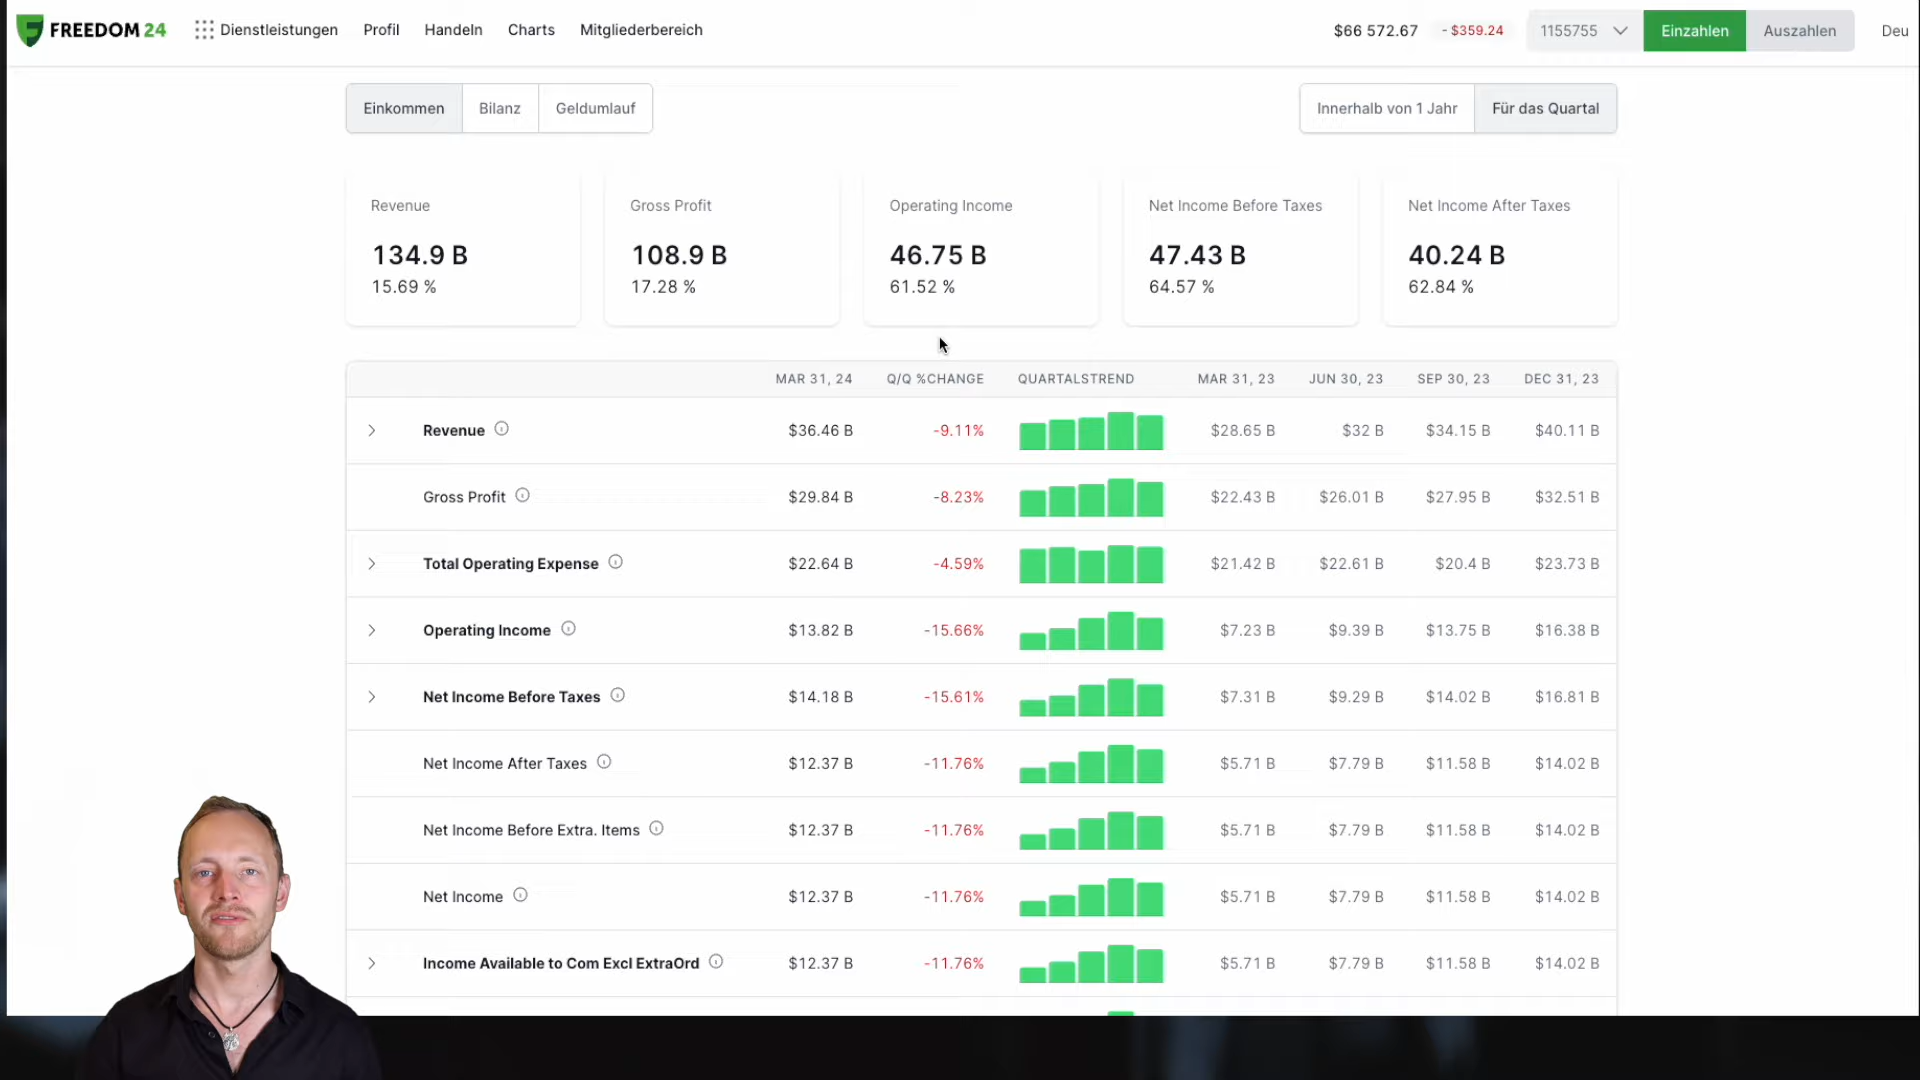 FREEDOM 24 Dienstleistungen Profil Handeln Charts Mitgliederbereich $66 572.67 - $359.24 1155755 Einzahlen Auszahlen Deu
Einkommen Bilanz Geldumlauf Innerhalb von 1 Jahr Für das Quartal
Revenue Gross Profit Operating Income Net Income Before Taxes Net Income After Taxes
134.9 B 108.9 B 46.75 B 47.43 B 40.24 B
15.69 % 17.28 % 61.52 % 64.57 % 62.84 %
MAR 31, 24 Q/Q %CHANGE QUARTALSTREND MAR 31, 23 JUN 30, 23 SEP 30, 23 DEC 31, 23
Revenue $36.46 B -9.11% $28.65 B $32 B $34.15 B $40.11 B
Gross Profit $29.84 B -8.23% $22.43 B $26.01 B $27.95 B $32.51 B
Total Operating Expense $22.64 B -4.59% $21.42 B $22.61 B $20.4 B $23.73 B
Operating Income $13.82 B -15.66% $7.23 B $9.39 B $13.75 B $16.38 B
Net Income Before Taxes $14.18 B -15.61% $7.31 B $9.29 B $14.02 B $16.81 B
Net Income After Taxes $12.37 B -11.76% $5.71 B $7.79 B $11.58 B $14.02 B
Net Income Before Extra. Items $12.37 B -11.76% $5.71 B $7.79 B $11.58 B $14.02 B
Net Income $12.37 B -11.76% $5.71 B $7.79 B $11.58 B $14.02 B
Income Available to Com Excl ExtraOrd $12.37 B -11.76% $5.71 B $7.79 B $11.58 B $14.02 B